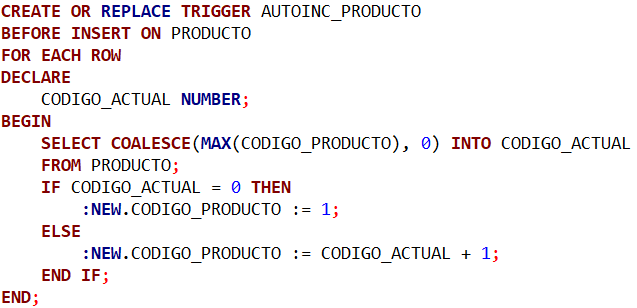 CREATE OR REPLACE TRIGGER AUTOINC_PRODUCTO
BEFORE INSERT ON PRODUCTO
FOR EACH ROW
DECLARE
    CODIGO_ACTUAL NUMBER;
BEGIN
    SELECT COALESCE(MAX(CODIGO_PRODUCTO), 0) INTO CODIGO_ACTUAL
    FROM PRODUCTO;
    IF CODIGO_ACTUAL = 0 THEN
        :NEW.CODIGO_PRODUCTO := 1;
    ELSE
        :NEW.CODIGO_PRODUCTO := CODIGO_ACTUAL + 1;
    END IF;
END;